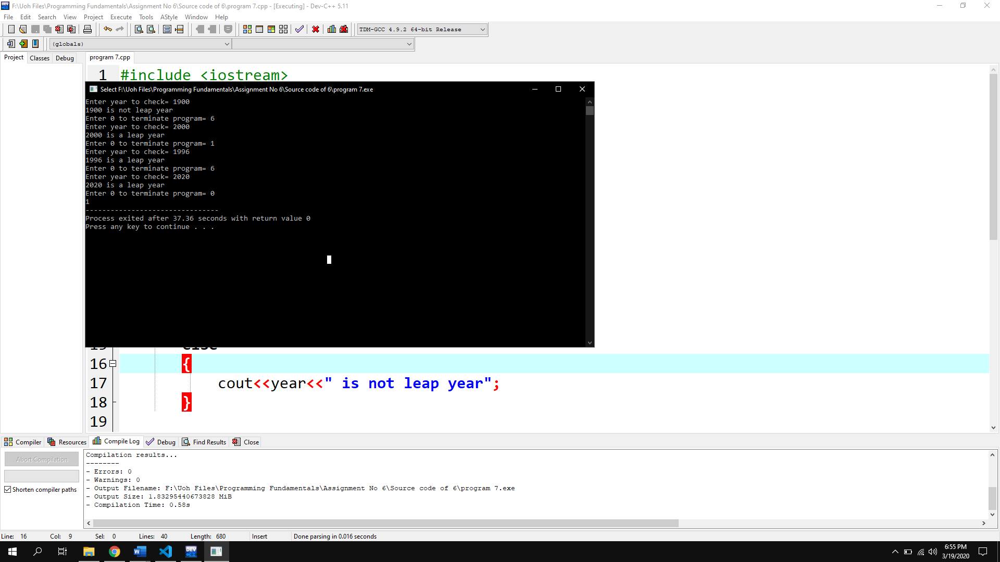 F:\Uoh Files\Programming Fundamentals\Assignment No 6\Source code of 6\program 7.cpp - [Executing] - Dev-C++ 5.11
File Edit Search View Project Execute Tools AStyle Window Help
TDM-GCC 4.9.2 64-bit Release
(globals)
Project Classes Debug
program 7.cpp
1 #include <iostream>
Select F:\Uoh Files\Programming Fundamentals\Assignment No 6\Source code of 6\program 7.exe
Enter year to check= 1900
1900 is not leap year
Enter 0 to terminate program= 6
Enter year to check= 2000
2000 is a leap year
Enter 0 to terminate program= 1
Enter year to check= 1996
1996 is a leap year
Enter 0 to terminate program= 6
Enter year to check= 2020
2020 is a leap year
Enter 0 to terminate program= 0
1
--------------------------------
Process exited after 37.36 seconds with return value 0
Press any key to continue . . .
15 else
16 {
17 cout<<year<<" is not leap year";
18 }
19
Compiler Resources Compile Log Debug Find Results Close
Abort Compilation
Shorten compiler paths
Compilation results...
--------
- Errors: 0
- Warnings: 0
- Output Filename: F:\Uoh Files\Programming Fundamentals\Assignment No 6\Source code of 6\program 7.exe
- Output Size: 1.83295440673828 MiB
- Compilation Time: 0.58s
Line: 16 Col: 9 Sel: 0 Lines: 40 Length: 680 Insert Done parsing in 0.016 seconds
DEV
6:55 PM
3/19/2020